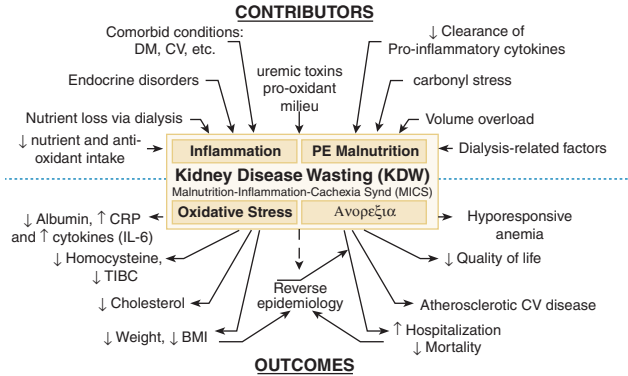 CONTRIBUTORS
Comorbid conditions:
DM, CV, etc.
↓ Clearance of
Pro-inflammatory cytokines
Endocrine disorders
uremic toxins
pro-oxidant
milieu
carbonyl stress
Nutrient loss via dialysis
Volume overload
↓ nutrient and anti-
oxidant intake
Inflammation
PE Malnutrition
Dialysis-related factors
Kidney Disease Wasting (KDW)
Malnutrition-Inflammation-Cachexia Synd (MICS)
Oxidative Stress
Ανορεξια
↓ Albumin, ↑ CRP
and ↑ cytokines (IL-6)
Hyporesponsive
anemia
↓ Homocysteine,
↓ TIBC
↓ Quality of life
Reverse
epidemiology
↓ Cholesterol
Atherosclerotic CV disease
↓ Weight, ↓ BMI
↑ Hospitalization
↓ Mortality
OUTCOMES